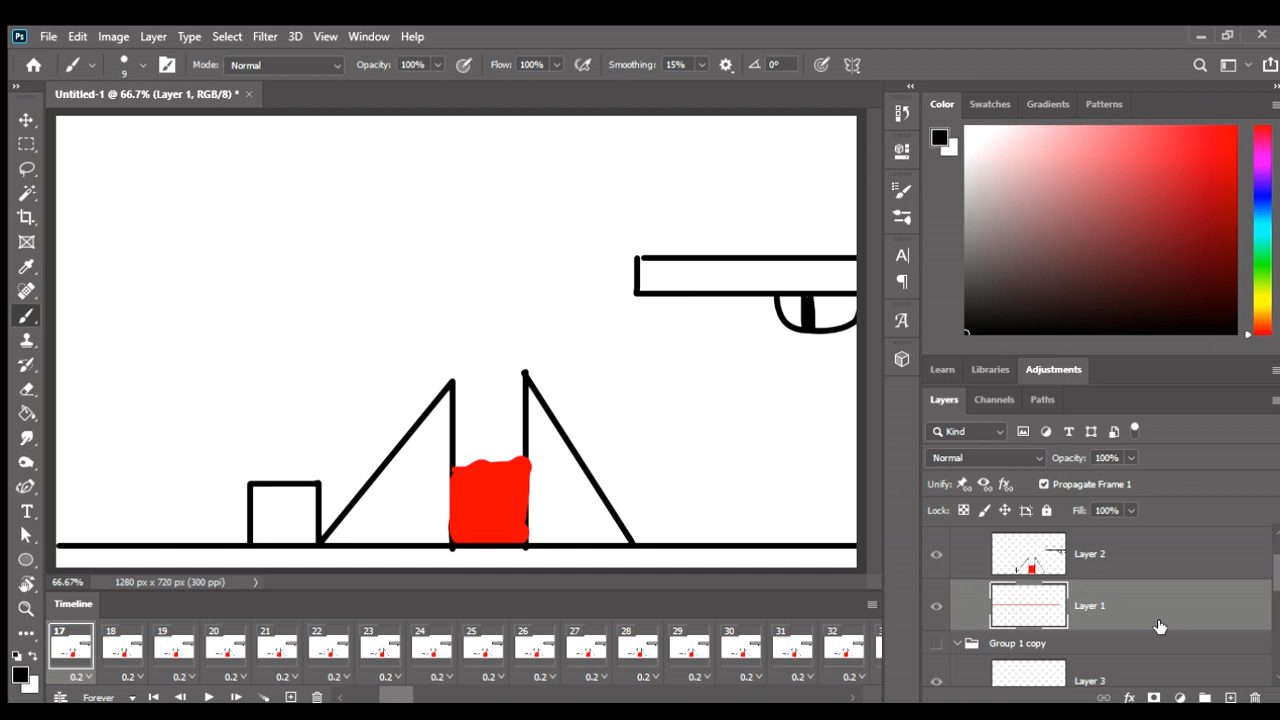 Ps File Edit Image Layer Type Select Filter 3D View Window Help
9 Mode: Normal Opacity: 100% Flow: 100% Smoothing: 15% 0°
Untitled-1 @ 66.7% (Layer 1, RGB/8) *
Color Swatches Gradients Patterns
Learn Libraries Adjustments
Layers Channels Paths
Kind
Normal Opacity: 100%
Unify: Propagate Frame 1
Lock: Fill: 100%
Layer 2
Layer 1
Group 1 copy
Layer 3
66.67% 1280 px x 720 px (300 ppi)
Timeline
17 18 19 20 21 22 23 24 25 26 27 28 29 30 31 32
0.2 0.2 0.2 0.2 0.2 0.2 0.2 0.2 0.2 0.2 0.2 0.2 0.2 0.2 0.2 0.2
Forever